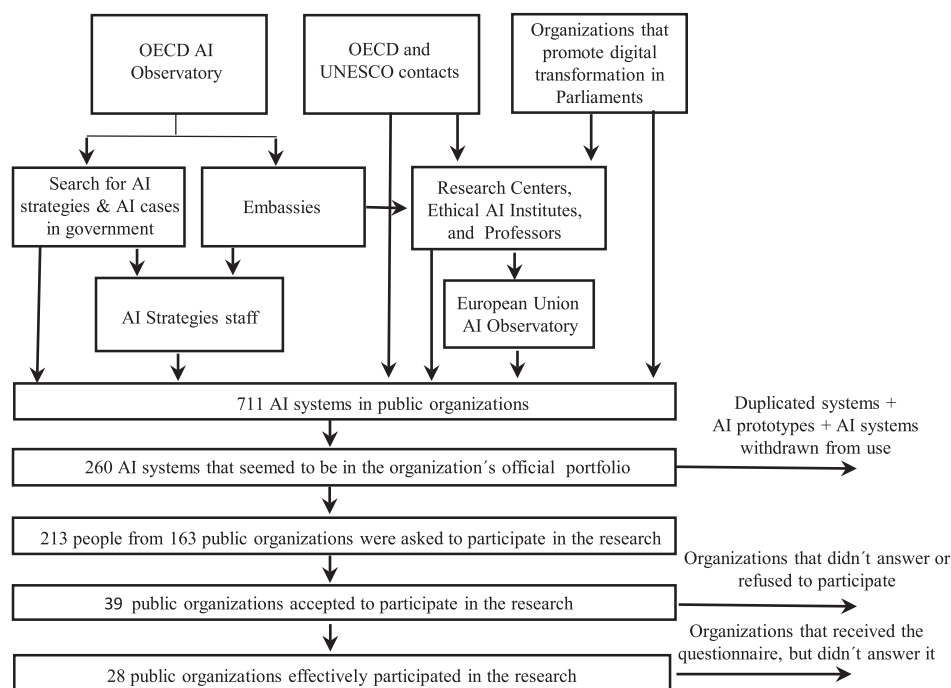 OECD AI
Observatory
OECD and
UNESCO contacts
Organizations that
promote digital
transformation in
Parliaments
Search for AI
strategies & AI cases
in government
Embassies
Research Centers,
Ethical AI Institutes,
and Professors
AI Strategies staff
European Union
AI Observatory
711 AI systems in public organizations
Duplicated systems +
AI prototypes + AI systems
withdrawn from use
260 AI systems that seemed to be in the organization´s official portfolio
213 people from 163 public organizations were asked to participate in the research
Organizations that didn´t answer or
refused to participate
39 public organizations accepted to participate in the research
Organizations that received the
questionnaire, but didn´t answer it
28 public organizations effectively participated in the research